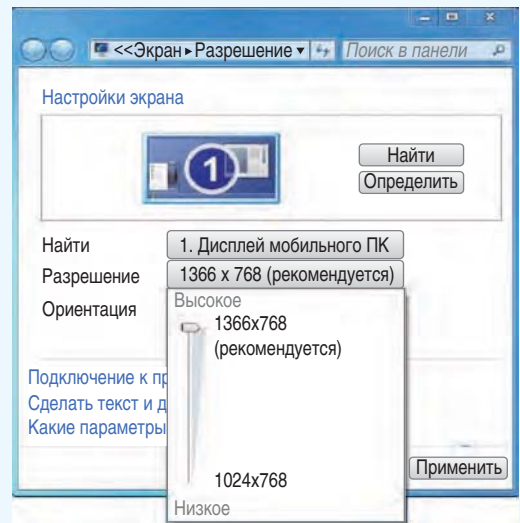 <<Экран▸Разрешение▾ Поиск в панели
Настройки экрана
1
Найти
Определить
Найти 1. Дисплей мобильного ПК
Разрешение 1366 x 768 (рекомендуется)
Ориентация
Высокое
1366x768
(рекомендуется)
Подключение к пр
Сделать текст и д
Какие параметры
1024x768
Низкое
Применить